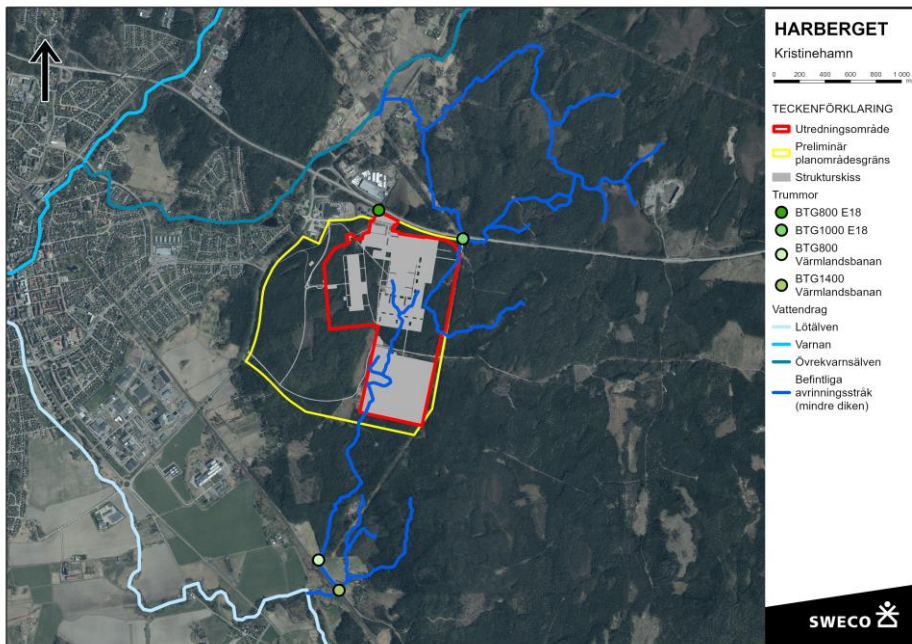 HARBERGET
Kristinehamn
0 200 400 600 800 1 000
m
TECKENFÖRKLARING
Utredningsområde
Preliminär
planområdesgräns
Strukturskiss
Trummor
BTG800 E18
BTG1000 E18
BTG800
Värmlandsbanan
BTG1400
Värmlandsbanan
Vattendrag
Lötälven
Varnan
Övrekvarnsälven
Befintliga
avrinningsstråk
(mindre diken)
SWECO